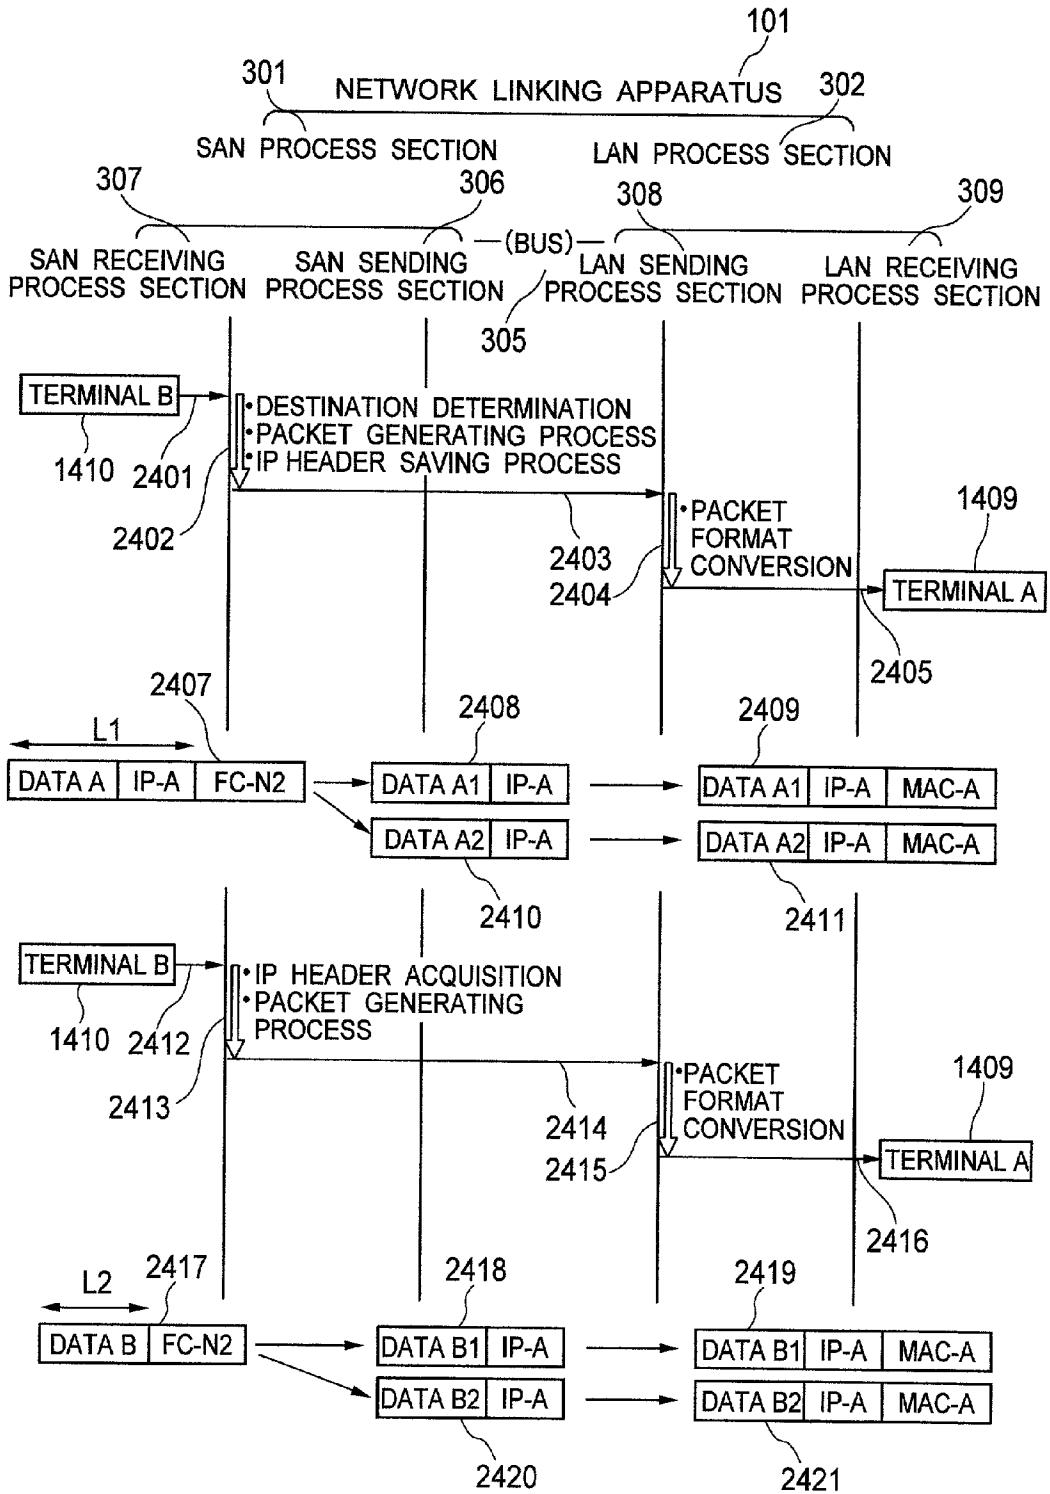 101
301
NETWORK LINKING APPARATUS
302
SAN PROCESS SECTION
LAN PROCESS SECTION
307
306
308
309
(BUS)
SAN RECEIVING
PROCESS SECTION
SAN SENDING
PROCESS SECTION
LAN SENDING
PROCESS SECTION
LAN RECEIVING
PROCESS SECTION
305
TERMINAL B
•DESTINATION DETERMINATION
•PACKET GENERATING PROCESS
•IP HEADER SAVING PROCESS
1410
2401
2402
2403
•PACKET
FORMAT
CONVERSION
2404
1409
TERMINAL A
2405
2407
2408
2409
L1
DATA A IP-A FC-N2
DATA A1 IP-A
DATA A1 IP-A MAC-A
DATA A2 IP-A
DATA A2 IP-A MAC-A
2410
2411
TERMINAL B
•IP HEADER ACQUISITION
•PACKET GENERATING
PROCESS
1410
2412
2413
2414
•PACKET
FORMAT
CONVERSION
2415
1409
TERMINAL A
2416
2417
2418
2419
L2
DATA B FC-N2
DATA B1 IP-A
DATA B1 IP-A MAC-A
DATA B2 IP-A
DATA B2 IP-A MAC-A
2420
2421